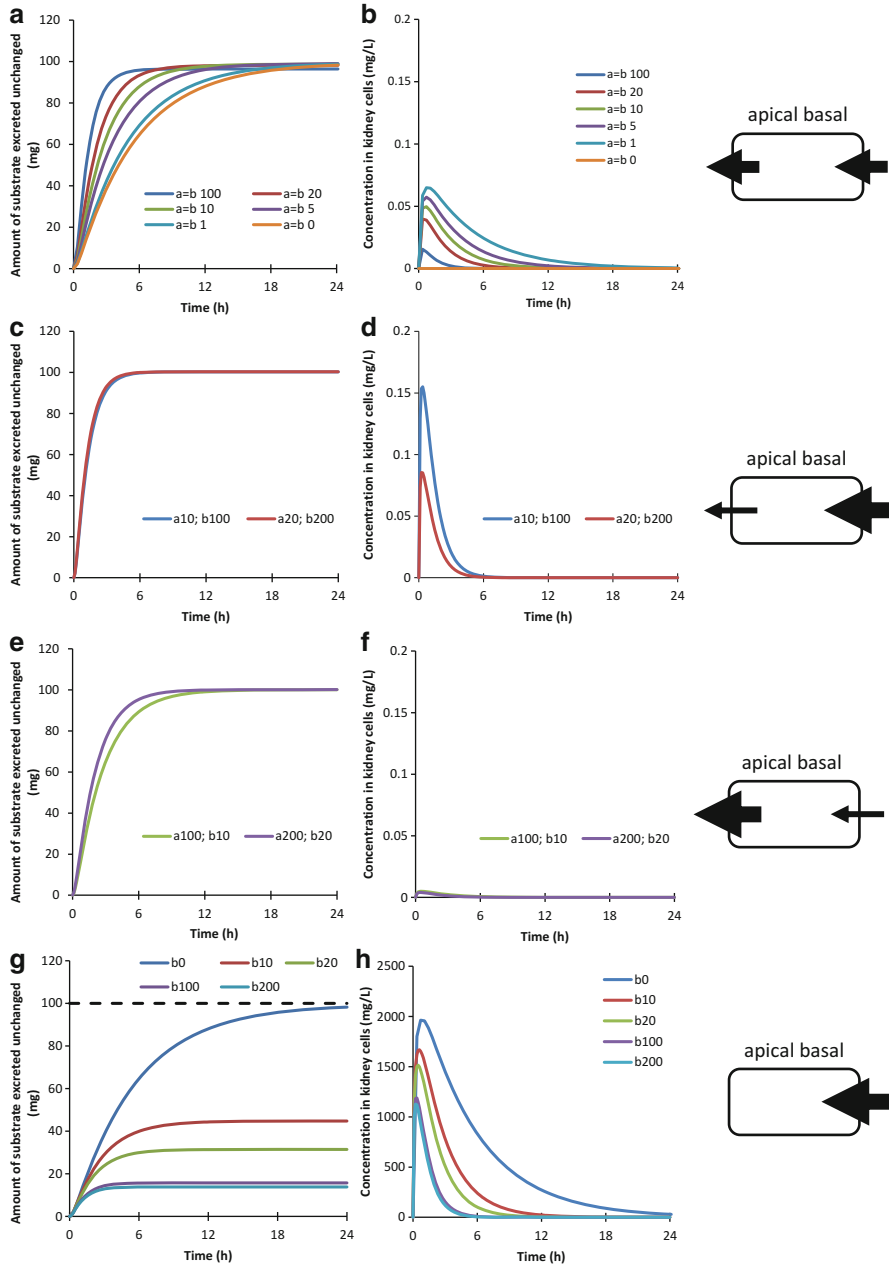 a
Amount of substrate excreted unchanged
(mg)
120
100
80
60
40
20
0
a=b 100
a=b 20
a=b 10
a=b 5
a=b 1
a=b 0
0
6
12
18
24
Time (h)
b
Concentration in kidney cells (mg/L)
0.2
0.15
0.1
0.05
0
a=b 100
a=b 20
a=b 10
a=b 5
a=b 1
a=b 0
0
6
12
18
24
Time (h)
apical basal
c
Amount of substrate excreted unchanged
(mg)
120
100
80
60
40
20
0
a10; b100
a20; b200
0
6
12
18
24
Time (h)
d
Concentration in kidney cells (mg/L)
0.2
0.15
0.1
0.05
0
a10; b100
a20; b200
0
6
12
18
24
Time (h)
apical basal
e
Amount of substrate excreted unchanged
(mg)
120
100
80
60
40
20
0
a100; b10
a200; b20
0
6
12
18
24
Time (h)
f
Concentration in kidney cells (mg/L)
0.2
0.15
0.1
0.05
0
a100; b10
a200; b20
0
6
12
18
24
Time (h)
apical basal
g
Amount of substrate excreted unchanged
(mg)
120
100
80
60
40
20
0
b0
b10
b20
b100
b200
0
6
12
18
24
Time (h)
h
Concentration in kidney cells (mg/L)
2500
2000
1500
1000
500
0
b0
b10
b20
b100
b200
0
6
12
18
24
Time (h)
apical basal